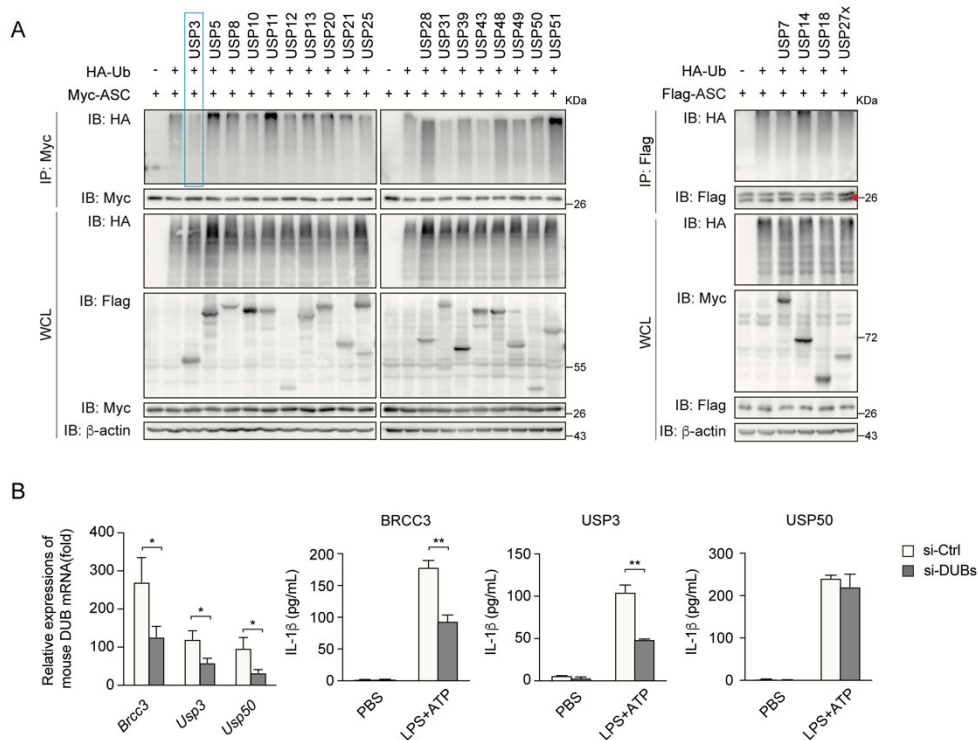 A
USP3
USP5
USP8
USP10
USP11
USP12
USP13
USP20
USP21
USP25
USP28
USP31
USP39
USP43
USP48
USP49
USP50
USP51
USP7
USP14
USP18
USP27x
HA-Ub - + + + + + + + + + + + - + + + + + + + + +
Myc-ASC + + + + + + + + + + + + + + + + + + + + + +
KDa
HA-Ub - + + + + +
Flag-ASC + + + + + +
KDa
IP: Myc
IB: HA
IB: Myc
26
WCL
IB: HA
IB: Flag
55
IB: Myc
26
IB: β-actin
43
IP: Flag
IB: HA
IB: Flag
26
WCL
IB: HA
IB: Myc
72
IB: Flag
26
IB: β-actin
43
B
Relative expressions of
mouse DUB mRNA(fold)
400
300
200
100
0
*
*
*
Brcc3
Usp3
Usp50
BRCC3
IL-1β (pg/mL)
200
150
100
50
0
**
PBS
LPS+ATP
USP3
IL-1β (pg/mL)
150
100
50
0
**
PBS
LPS+ATP
USP50
IL-1β (pg/mL)
300
200
100
0
PBS
LPS+ATP
si-Ctrl
si-DUBs